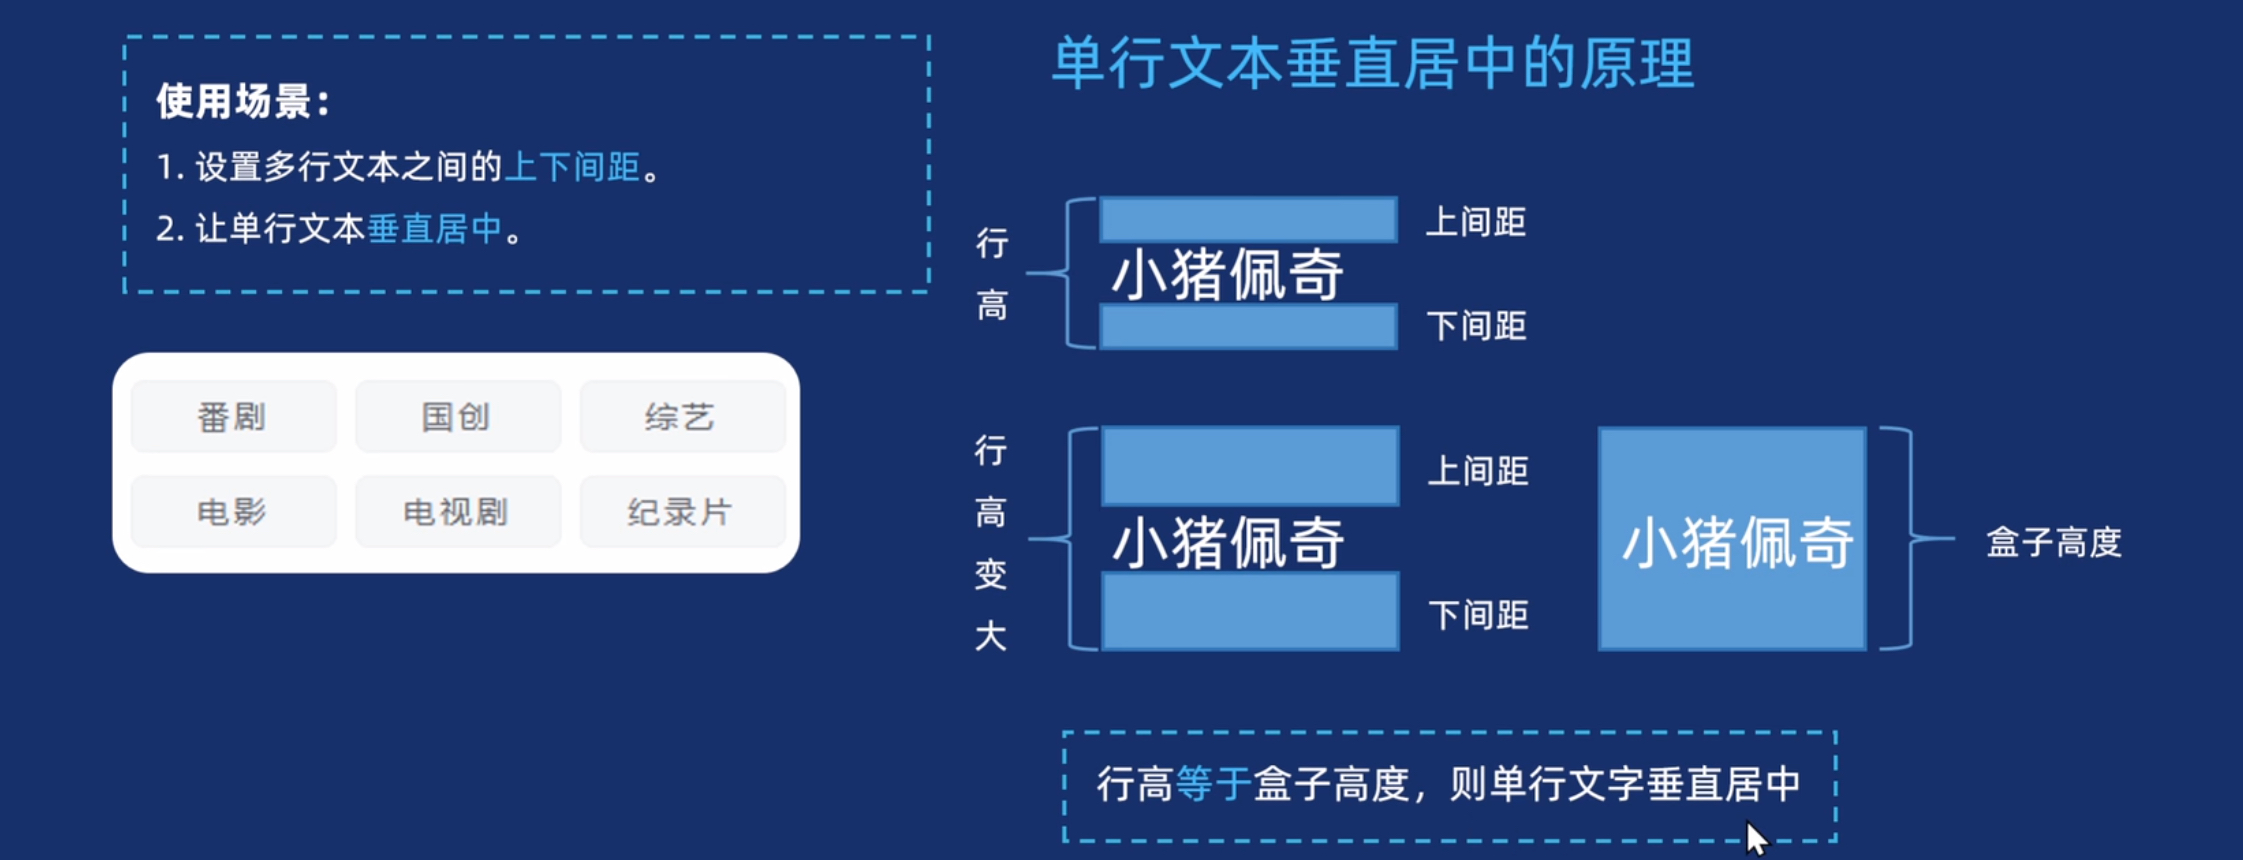 使用场景：
1. 设置多行文本之间的上下间距。
2. 让单行文本垂直居中。
番剧
国创
综艺
电影
电视剧
纪录片
单行文本垂直居中的原理
行高
上间距
小猪佩奇
下间距
行高变大
上间距
小猪佩奇
下间距
小猪佩奇
盒子高度
行高等于盒子高度，则单行文字垂直居中